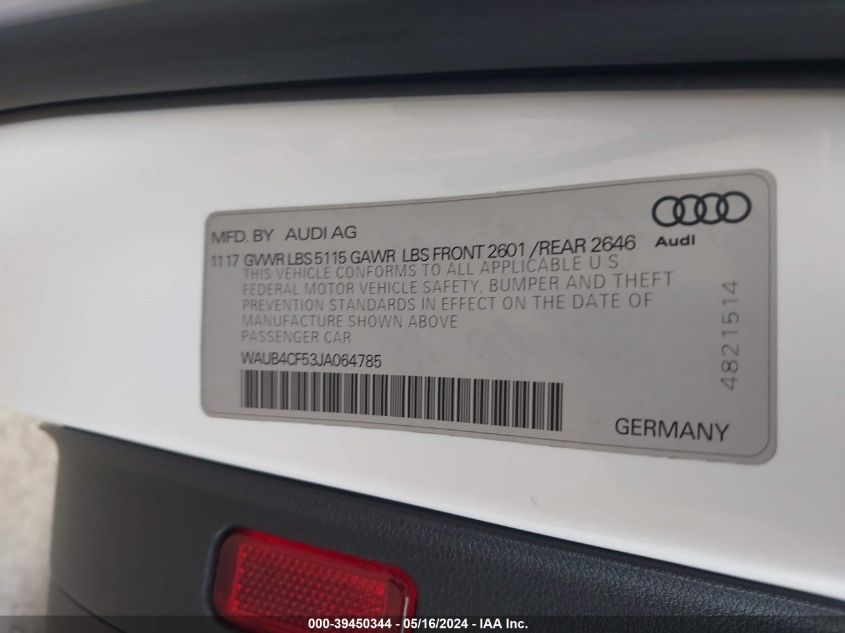 MFD. BY AUDI AG
Audi
1117 GVWR LBS 5115 GAWR LBS FRONT 2601 / REAR 2646
THIS VEHICLE CONFORMS TO ALL APPLICABLE U S
FEDERAL MOTOR VEHICLE SAFETY, BUMPER AND THEFT
PREVENTION STANDARDS IN EFFECT ON THE DATE OF
MANUFACTURE SHOWN ABOVE
PASSENGER CAR
WAUB4CF53JA064785
GERMANY
4821514
000-39450344 - 05/16/2024 - IAA Inc.